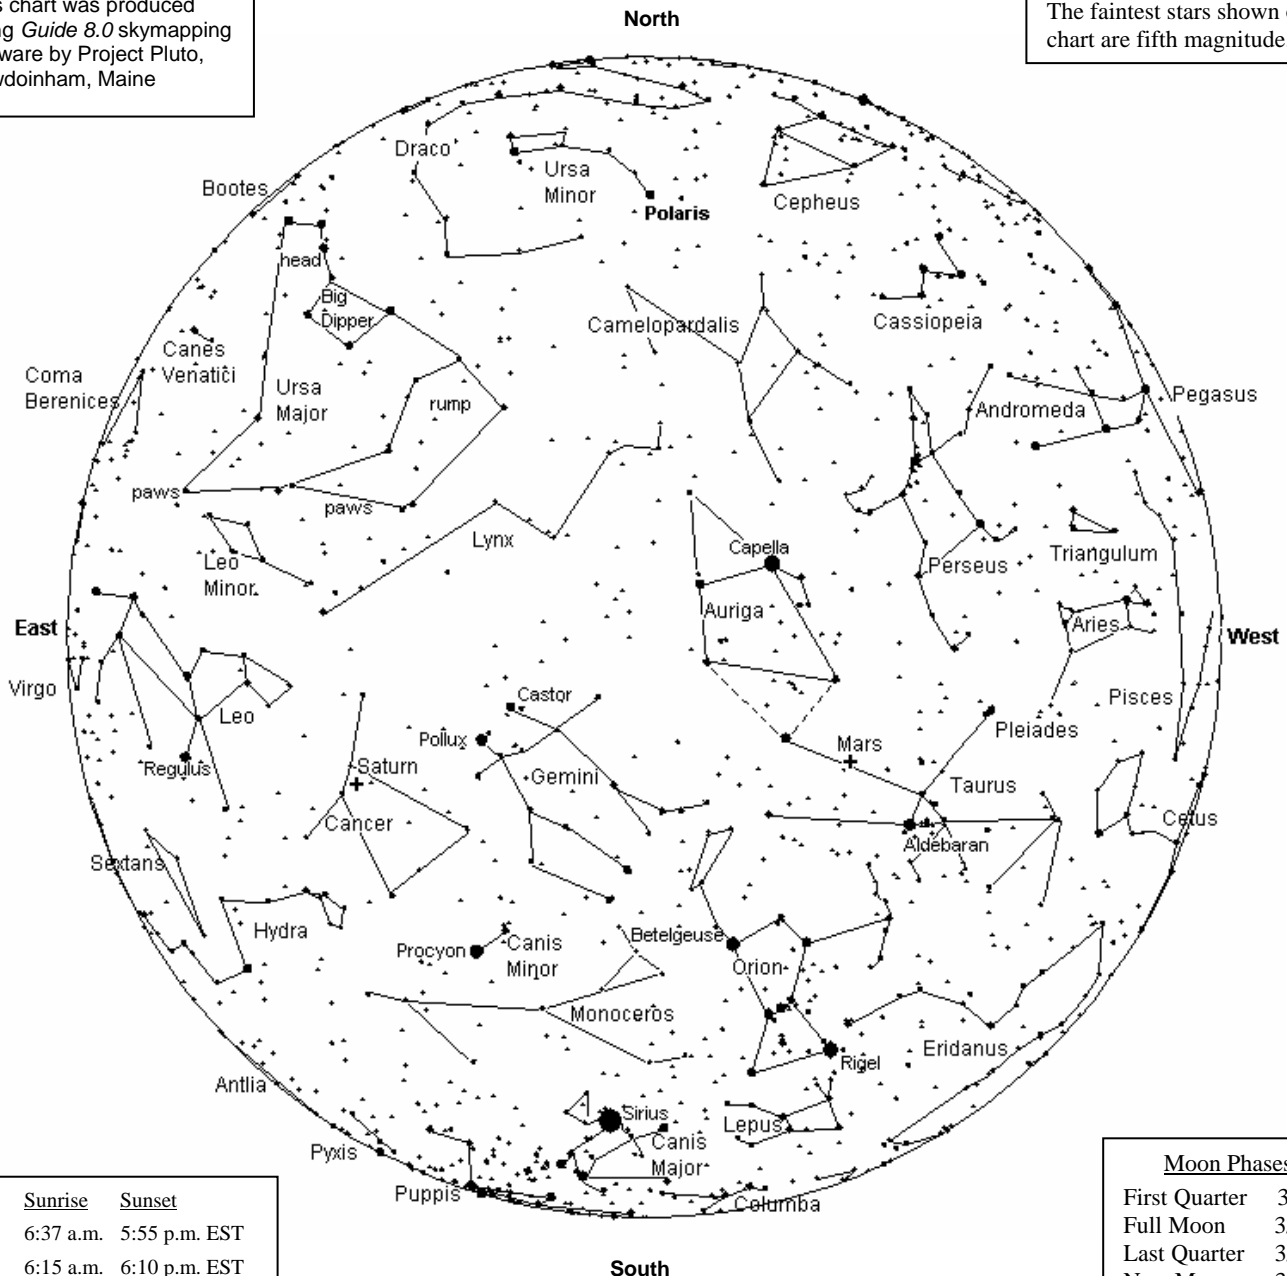 s chart was produced
ng Guide 8.0 skymapping
ware by Project Pluto,
vdoinham, Maine
North
The faintest stars shown
chart are fifth magnitude
Draco
Ursa
Minor
Polaris
Cepheus
Bootes
head
Big
Dipper
Camelopardalis
Cassiopeia
Canes
Venatici
Coma
Berenices
Ursa
Major
rump
Andromeda
Pegasus
paws
paws
Lynx
Capella
Leo
Minor
Auriga
Perseus
Triangulum
East
Aries
West
Virgo
Leo
Castor
Pisces
Pollux
Mars
Pleiades
Regulus
Saturn
Gemini
Taurus
Cancer
Cetus
Aldebaran
Sextans
Hydra
Procyon
Canis
Minor
Betelgeuse
Orion
Monoceros
Eridanus
Rigel
Antlia
Sirius
Lepus
Canis
Major
Pyxis
Puppis
Columba
Sunrise Sunset
6:37 a.m. 5:55 p.m. EST
6:15 a.m. 6:10 p.m. EST
Moon Phases
First Quarter 3
Full Moon 3
Last Quarter 3
South